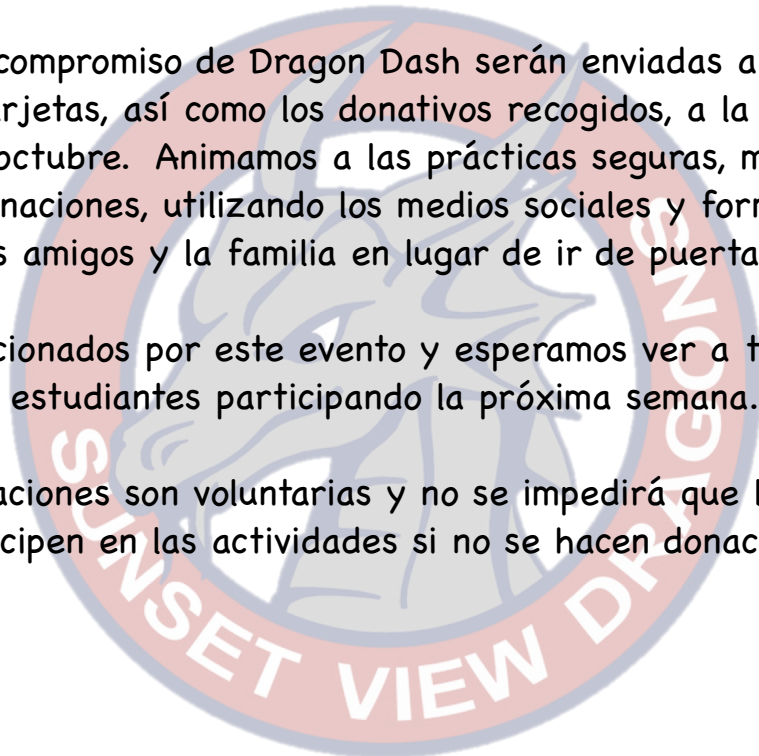 compromiso de Dragon Dash serán enviadas a
rjetas, así como los donativos recogidos, a la
octubre. Animamos a las prácticas seguras, m
naciones, utilizando los medios sociales y for
s amigos y la familia en lugar de ir de puerta
cionados por este evento y esperamos ver a t
estudiantes participando la próxima semana.
aciones son voluntarias y no se impedirá que
cipen en las actividades si no se hacen donac
SUNSET VIEW DRAGONS